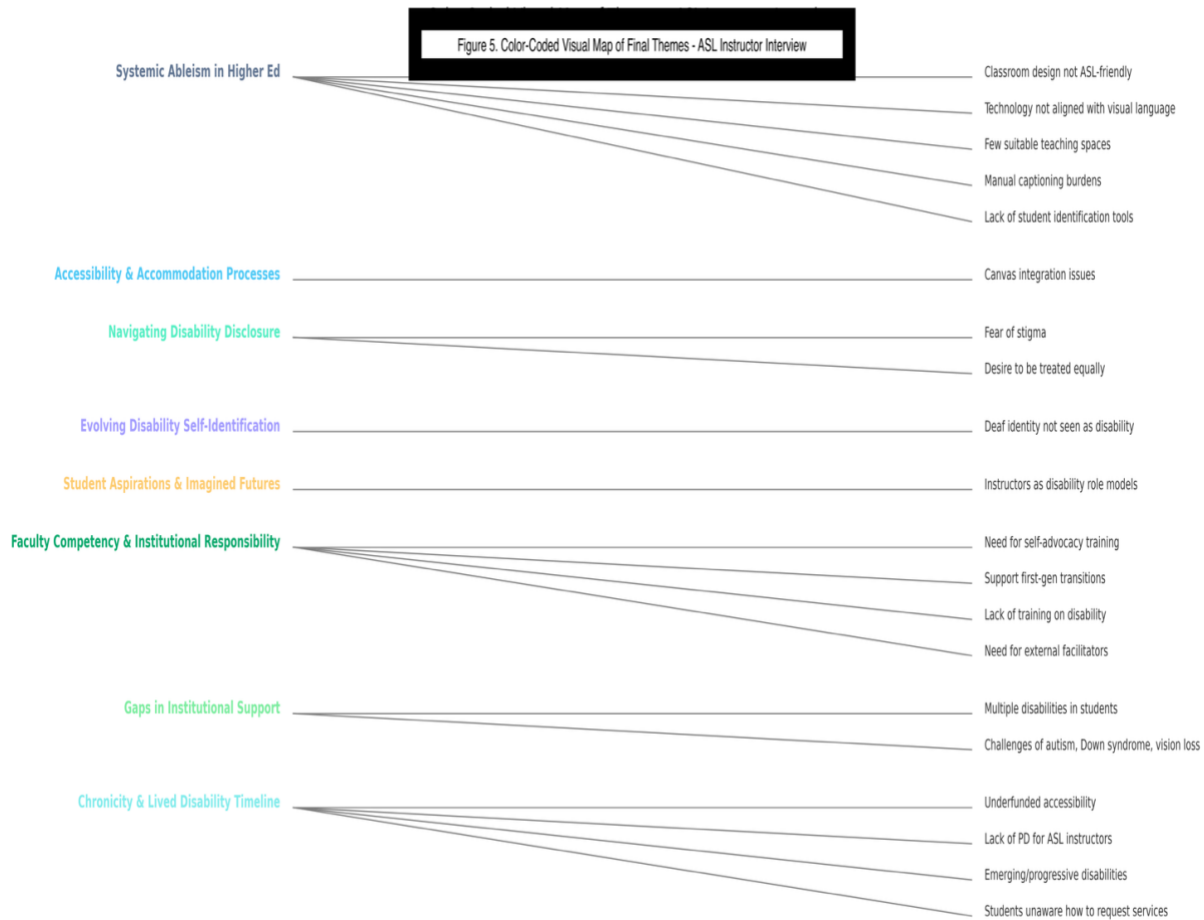 Figure 5. Color-Coded Visual Map of Final Themes - ASL Instructor Interview
Systemic Ableism in Higher Ed
Classroom design not ASL-friendly
Technology not aligned with visual language
Few suitable teaching spaces
Manual captioning burdens
Lack of student identification tools
Accessibility & Accommodation Processes
Canvas integration issues
Navigating Disability Disclosure
Fear of stigma
Desire to be treated equally
Evolving Disability Self-Identification
Deaf identity not seen as disability
Student Aspirations & Imagined Futures
Instructors as disability role models
Faculty Competency & Institutional Responsibility
Need for self-advocacy training
Support first-gen transitions
Lack of training on disability
Need for external facilitators
Gaps in Institutional Support
Multiple disabilities in students
Challenges of autism, Down syndrome, vision loss
Chronicity & Lived Disability Timeline
Underfunded accessibility
Lack of PD for ASL instructors
Emerging/progressive disabilities
Students unaware how to request services